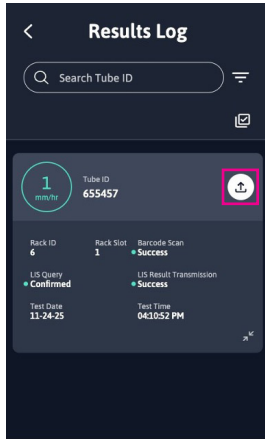 Results Log
Search Tube ID
1
mm/hr
Tube ID
655457
Rack ID
6
Rack Slot
1
Barcode Scan
Success
LIS Query
Confirmed
LIS Result Transmission
Success
Test Date
11-24-25
Test Time
04:10:52 PM